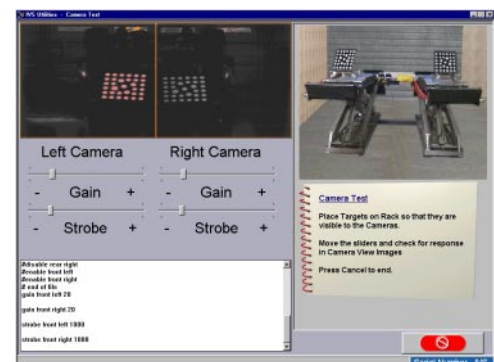 IVS Utilities - Camera Test
Left Camera
Right Camera
- Gain +
- Gain +
- Strobe +
- Strobe +
#disable rear right
#enable front left
#enable front right
# end of file
gain front left 20
gain front right 20
strobe front left 1000
strobe front right 1000
Camera Test
Place Targets on Rack so that they are
visible to the Cameras.
Move the sliders and check for response
in Camera View Images
Press Cancel to end.
Serial Number - IVS